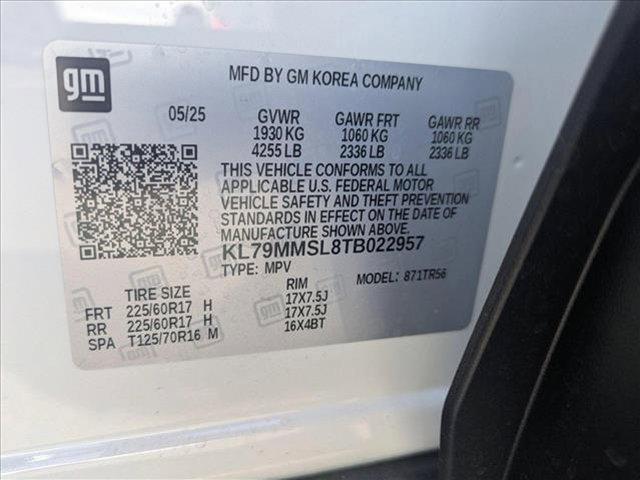 gm
MFD BY GM KOREA COMPANY
05/25 GVWR GAWR FRT GAWR RR
1930 KG 1060 KG 1060 KG
4255 LB 2336 LB 2336 LB
THIS VEHICLE CONFORMS TO ALL
APPLICABLE U.S. FEDERAL MOTOR
VEHICLE SAFETY AND THEFT PREVENTION
STANDARDS IN EFFECT ON THE DATE OF
MANUFACTURE SHOWN ABOVE.
KL79MMSL8TB022957
TYPE: MPV MODEL: 871TR56
TIRE SIZE RIM
FRT 225/60R17 H 17X7.5J
RR 225/60R17 H 17X7.5J
SPA T125/70R16 M 16X4BT